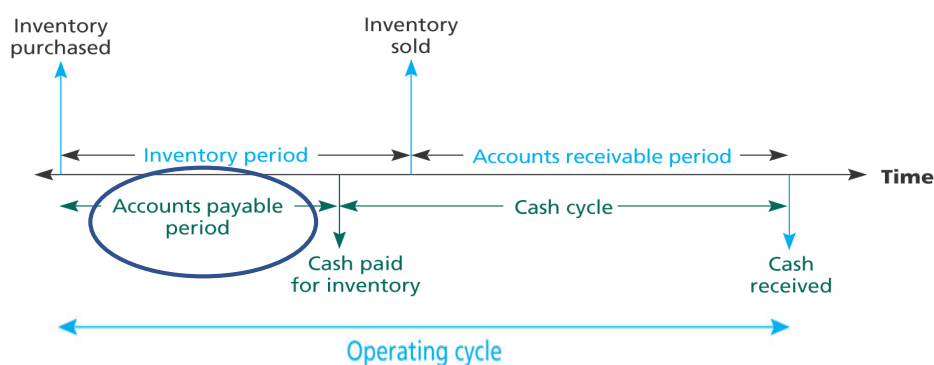 Inventory
purchased
Inventory
sold
Inventory period
Accounts receivable period
Time
Accounts payable
period
Cash cycle
Cash paid
for inventory
Cash
received
Operating cycle